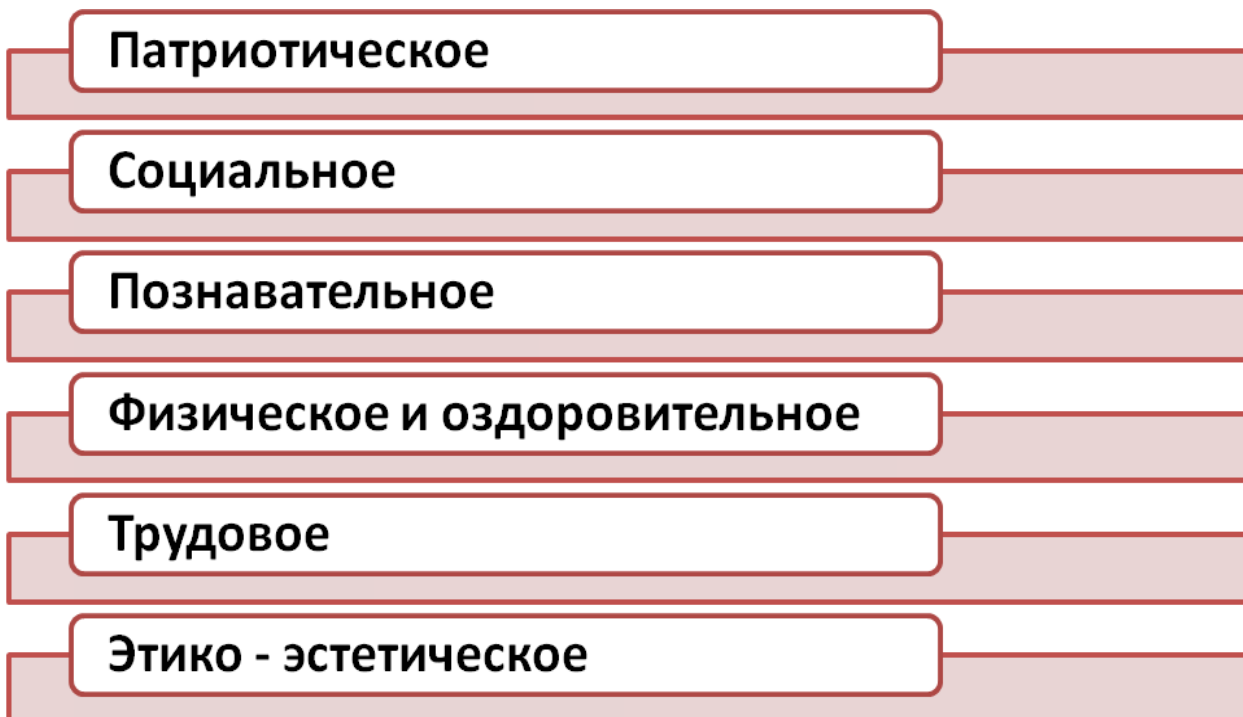 Патриотическое
Социальное
Познавательное
Физическое и оздоровительное
Трудовое
Этико - эстетическое